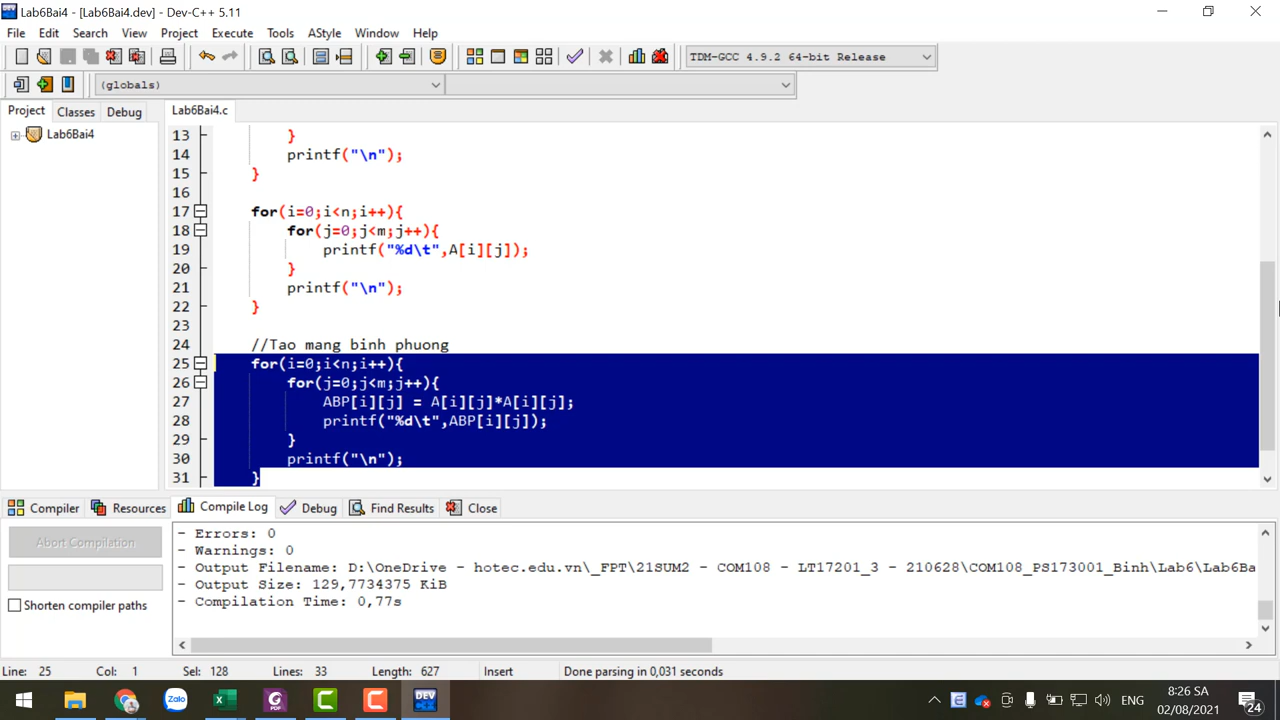 Lab6Bai4 - [Lab6Bai4.dev] - Dev-C++ 5.11
File Edit Search View Project Execute Tools AStyle Window Help
TDM-GCC 4.9.2 64-bit Release
(globals)
Project Classes Debug
Lab6Bai4.c
Lab6Bai4
13 }
14 printf("\n");
15 }
16
17 for(i=0;i<n;i++){
18 for(j=0;j<m;j++){
19 printf("%d\t",A[i][j]);
20 }
21 printf("\n");
22 }
23
24 //Tao mang binh phuong
25 for(i=0;i<n;i++){
26 for(j=0;j<m;j++){
27 ABP[i][j] = A[i][j]*A[i][j];
28 printf("%d\t",ABP[i][j]);
29 }
30 printf("\n");
31 }
Compiler Resources Compile Log Debug Find Results Close
Abort Compilation
Shorten compiler paths
- Errors: 0
- Warnings: 0
- Output Filename: D:\OneDrive - hotec.edu.vn\_FPT\21SUM2 - COM108 - LT17201_3 - 210628\COM108_PS173001_Binh\Lab6\Lab6Ba
- Output Size: 129,7734375 KiB
- Compilation Time: 0,77s
Line: 25 Col: 1 Sel: 128 Lines: 33 Length: 627 Insert Done parsing in 0,031 seconds
Zalo
PDF
DEV
ENG
8:26 SA
02/08/2021
24